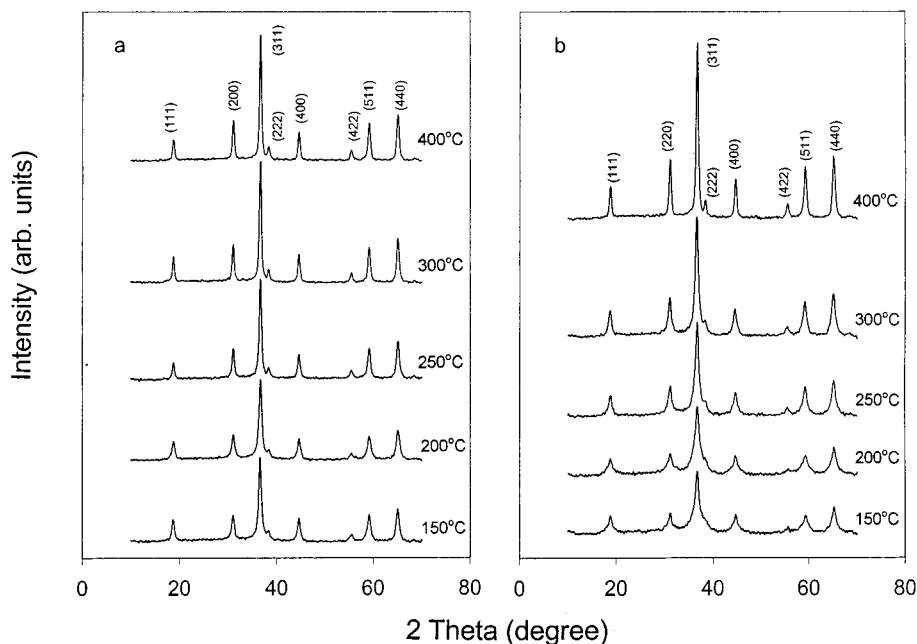 a
(111)
(200)
(311)
(222)
(400)
(422)
(511)
(440)
400°C
300°C
250°C
200°C
150°C
0
20
40
60
80
b
(111)
(220)
(311)
(222)
(400)
(422)
(511)
(440)
400°C
300°C
250°C
200°C
150°C
0
20
40
60
80
Intensity (arb. units)
2 Theta (degree)